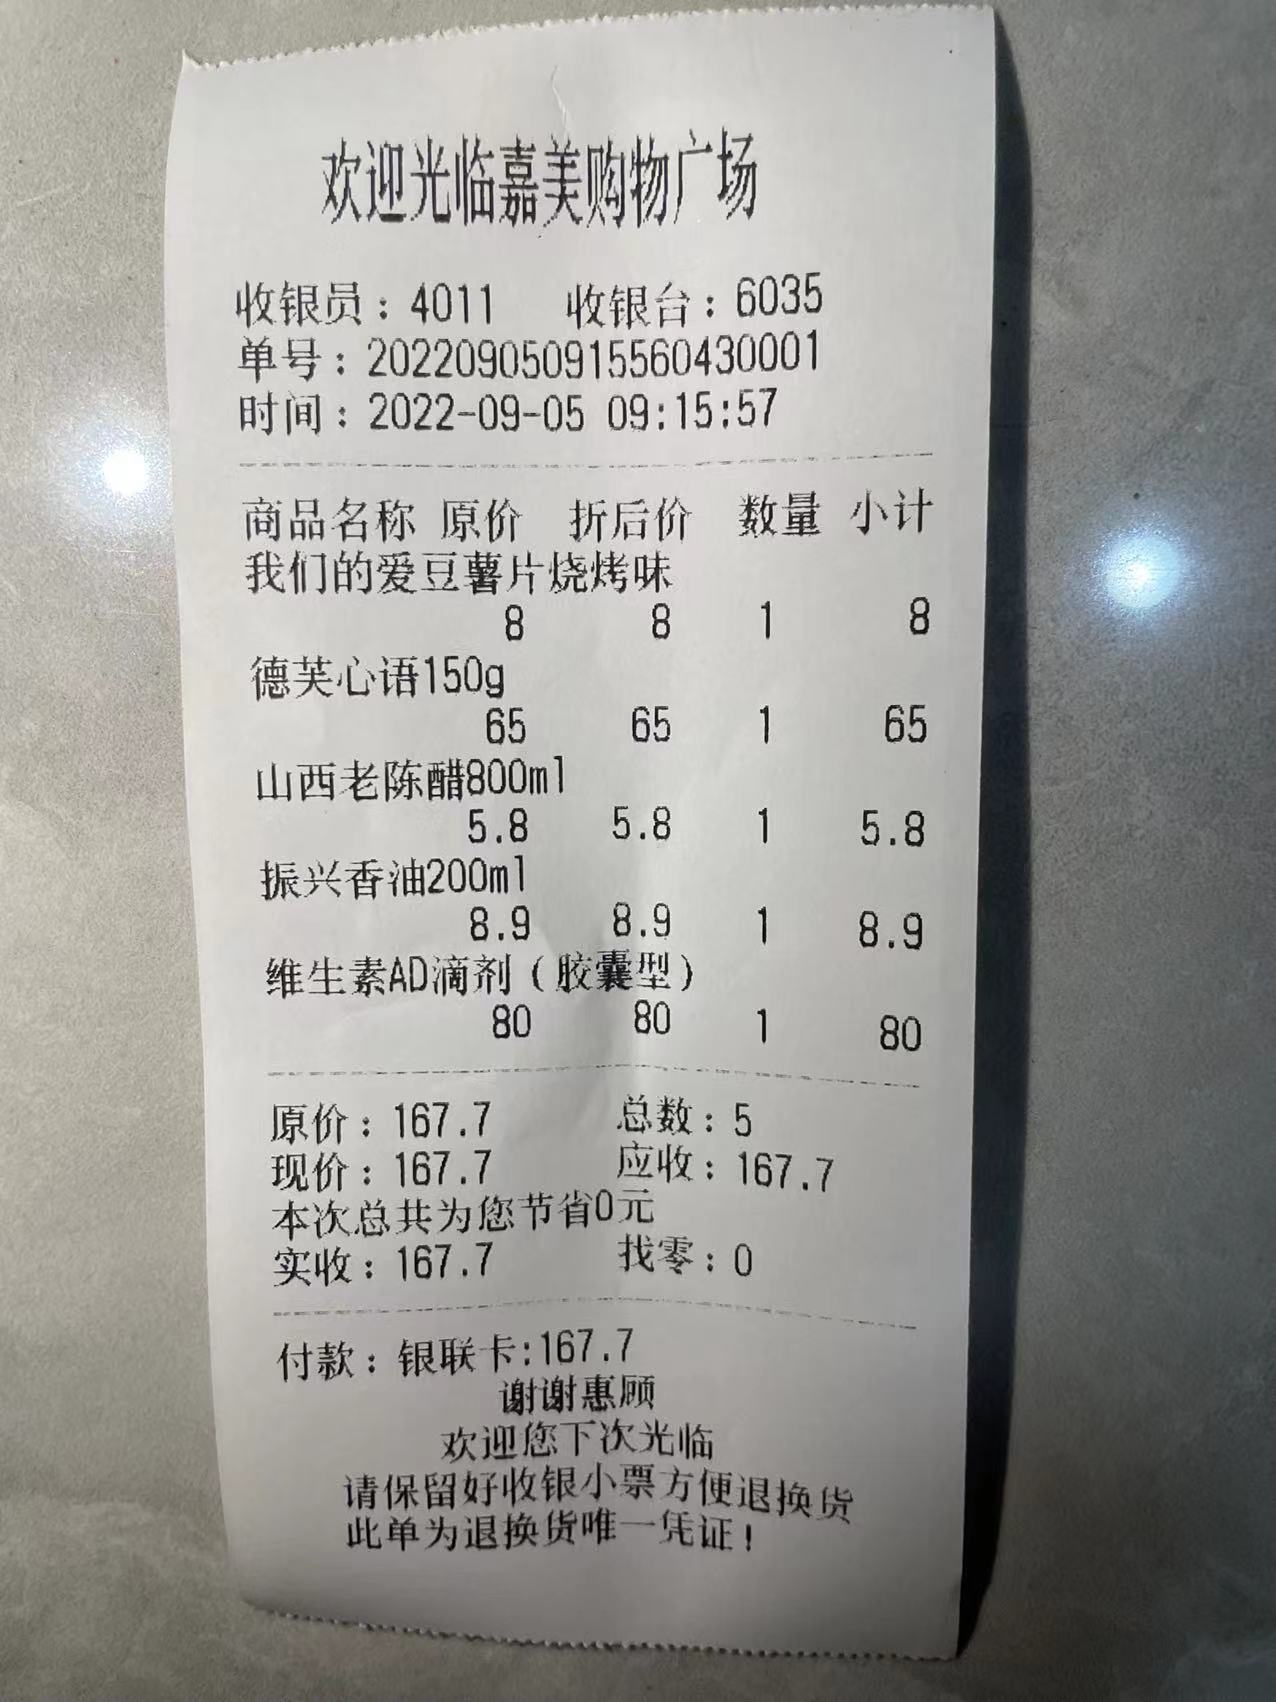 欢迎光临嘉美购物广场
收银员：4011 收银台：6035
单号：202209050915560430001
时间：2022-09-05 09:15:57
商品名称 原价 折后价 数量 小计
我们的爱豆薯片烧烤味
8 8 1 8
德芙心语150g
65 65 1 65
山西老陈醋800ml
5.8 5.8 1 5.8
振兴香油200ml
8.9 8.9 1 8.9
维生素AD滴剂（胶囊型）
80 80 1 80
原价：167.7 总数：5
现价：167.7 应收：167.7
本次总共为您节省0元
实收：167.7 找零：0
付款：银联卡:167.7
谢谢惠顾
欢迎您下次光临
请保留好收银小票方便退换货
此单为退换货唯一凭证！